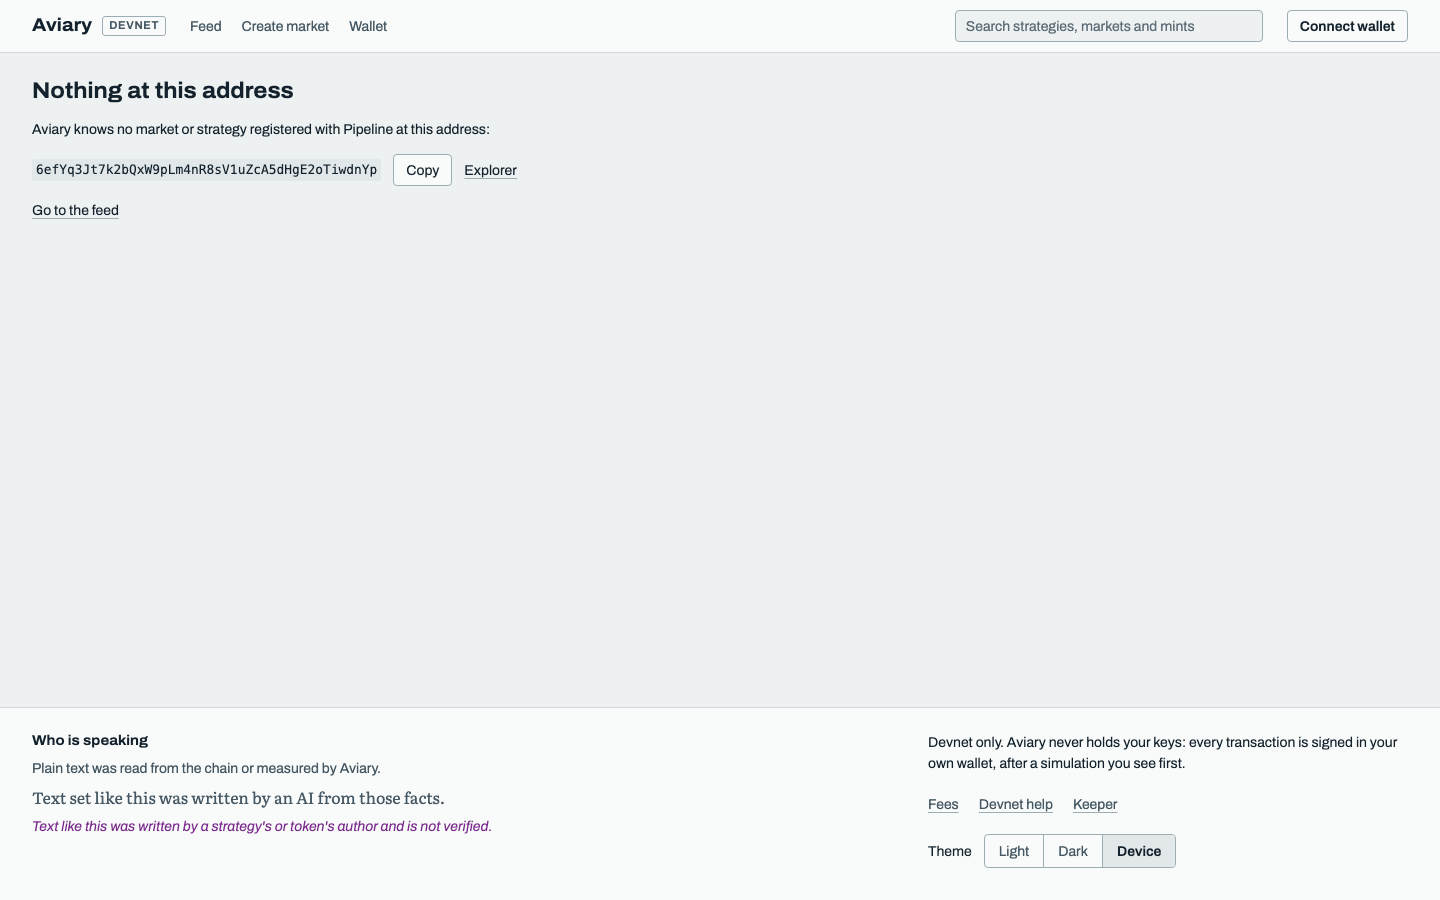 Aviary DEVNET Feed Create market Wallet Search strategies, markets and mints Connect wallet
Nothing at this address
Aviary knows no market or strategy registered with Pipeline at this address:
6efYq3Jt7k2bQxW9pLm4nR8sV1uZcA5dHgE2oTiwdnYp Copy Explorer
Go to the feed
Who is speaking
Plain text was read from the chain or measured by Aviary.
Text set like this was written by an AI from those facts.
Text like this was written by a strategy's or token's author and is not verified.
Devnet only. Aviary never holds your keys: every transaction is signed in your
own wallet, after a simulation you see first.
Fees Devnet help Keeper
Theme Light Dark Device